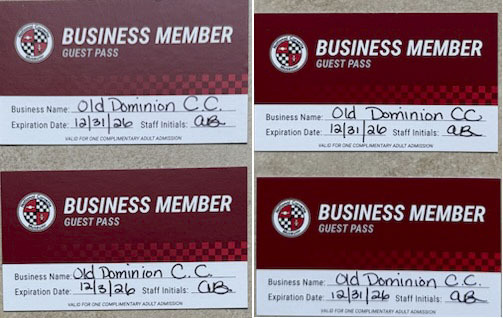 BUSINESS MEMBER
GUEST PASS
Business Name: Old Dominion C.C.
Expiration Date: 12/31/26 Staff Initials: aB
VALID FOR ONE COMPLIMENTARY ADULT ADMISSION
BUSINESS MEMBER
GUEST PASS
Business Name: Old Dominion CC.
Expiration Date: 12/31/26 Staff Initials: aB
VALID FOR ONE COMPLIMENTARY ADULT ADMISSION
BUSINESS MEMBER
GUEST PASS
Business Name: Old Dominion C.C.
Expiration Date: 12/3/26 Staff Initials: aB
VALID FOR ONE COMPLIMENTARY ADULT ADMISSION
BUSINESS MEMBER
GUEST PASS
Business Name: Old Dominion C.C.
Expiration Date: 12/31/26 Staff Initials: aB
VALID FOR ONE COMPLIMENTARY ADULT ADMISSION